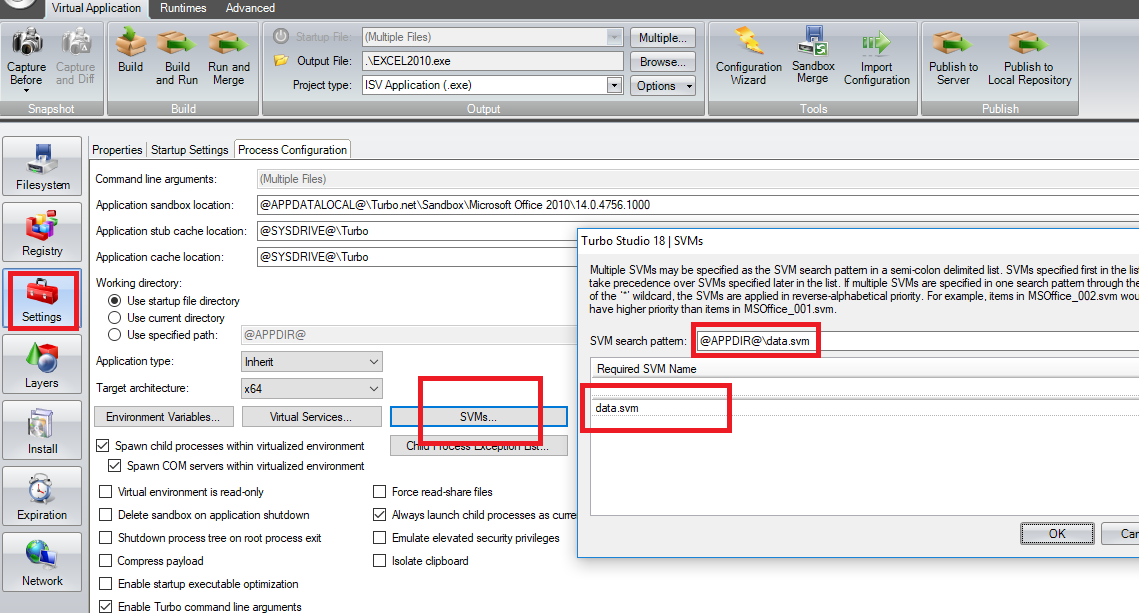 Virtual Application Runtimes Advanced
Capture Before
Capture and Diff
Snapshot
Build
Build and Run
Run and Merge
Build
Startup File: (Multiple Files) Multiple...
Output File: .\EXCEL2010.exe Browse...
Project type: ISV Application (.exe) Options
Output
Configuration Wizard
Sandbox Merge
Import Configuration
Tools
Publish to Server
Publish to Local Repository
Publish
Filesystem
Registry
Settings
Layers
Install
Expiration
Network
Properties Startup Settings Process Configuration
Command line arguments: (Multiple Files)
Application sandbox location: @APPDATALOCAL@\Turbo.net\Sandbox\Microsoft Office 2010\14.0.4756.1000
Application stub cache location: @SYSDRIVE@\Turbo
Application cache location: @SYSDRIVE@\Turbo
Working directory:
Use startup file directory
Use current directory
Use specified path: @APPDIR@
Application type: Inherit
Target architecture: x64
Environment Variables... Virtual Services... SVMs...
Child Process Exception List...
Spawn child processes within virtualized environment
Spawn COM servers within virtualized environment
Virtual environment is read-only
Delete sandbox on application shutdown
Shutdown process tree on root process exit
Compress payload
Enable startup executable optimization
Enable Turbo command line arguments
Force read-share files
Always launch child processes as curre
Emulate elevated security privileges
Isolate clipboard
Turbo Studio 18 | SVMs
Multiple SVMs may be specified as the SVM search pattern in a semi-colon delimited list. SVMs specified first in the list
take precedence over SVMs specified later in the list. If multiple SVMs are specified in one search pattern through the
of the '*' wildcard, the SVMs are applied in reverse-alphabetical priority. For example, items in MSOffice_002.svm wou
have higher priority than items in MSOffice_001.svm.
SVM search pattern: @APPDIR@\data.svm
Required SVM Name
data.svm
OK Can